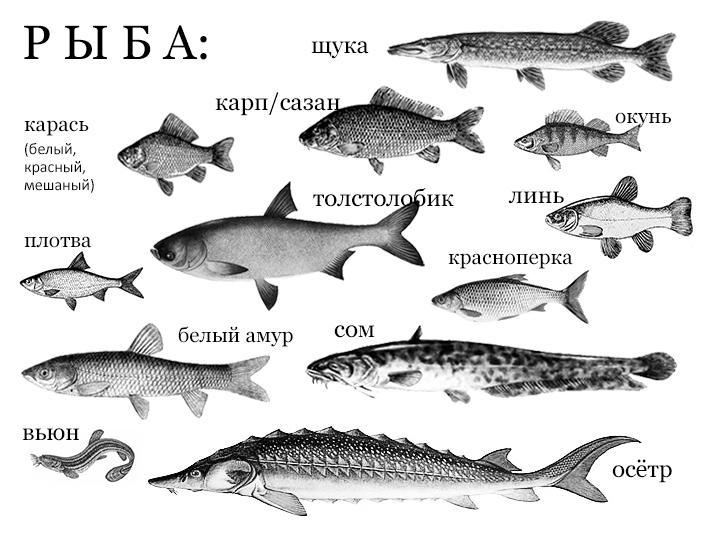 Р Ы Б А:
щука
карп/сазан
карась
(белый,
красный,
мешаный)
окунь
толстолобик
линь
плотва
красноперка
белый амур
сом
вьюн
осётр